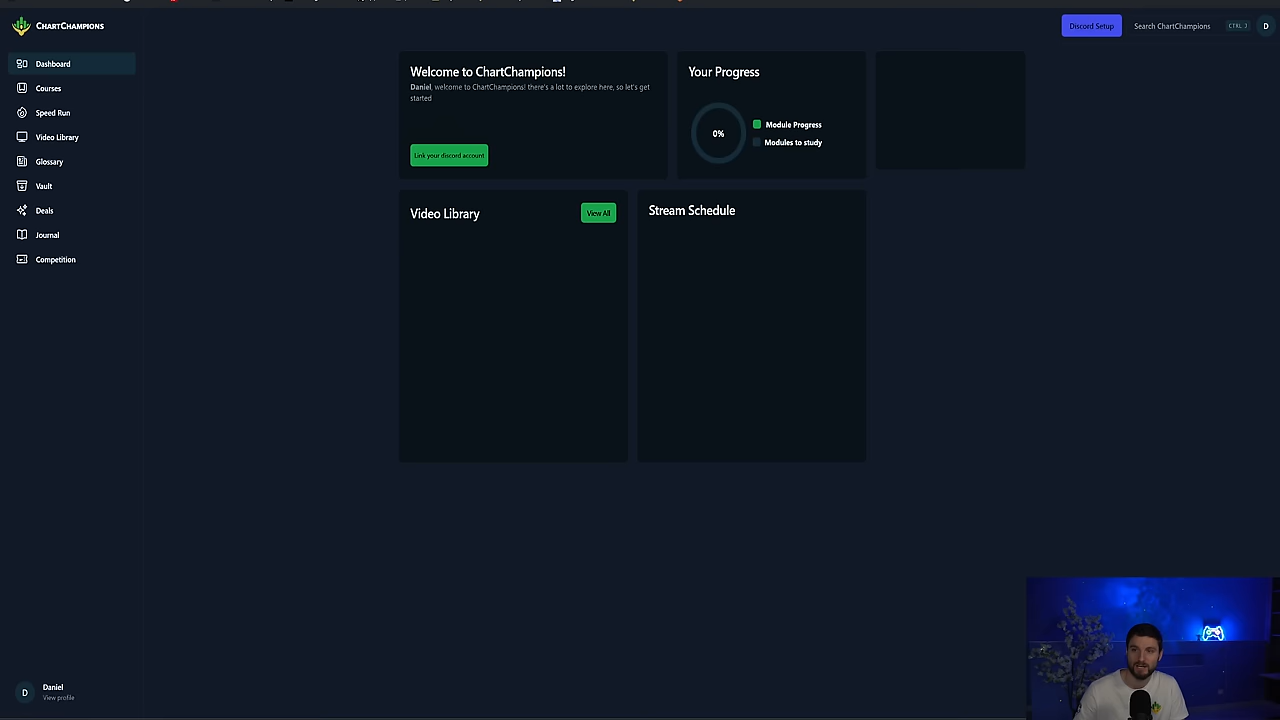 ChartChampions
Discord Setup
Search ChartChampions
CTRL J
D
Dashboard
Courses
Speed Run
Video Library
Glossary
Vault
Deals
Journal
Competition
Welcome to ChartChampions!
Daniel, welcome to ChartChampions! there's a lot to explore here, so let's get
started
Link your discord account
Your Progress
0%
Module Progress
Modules to study
Video Library
View All
Stream Schedule
D
Daniel
View profile